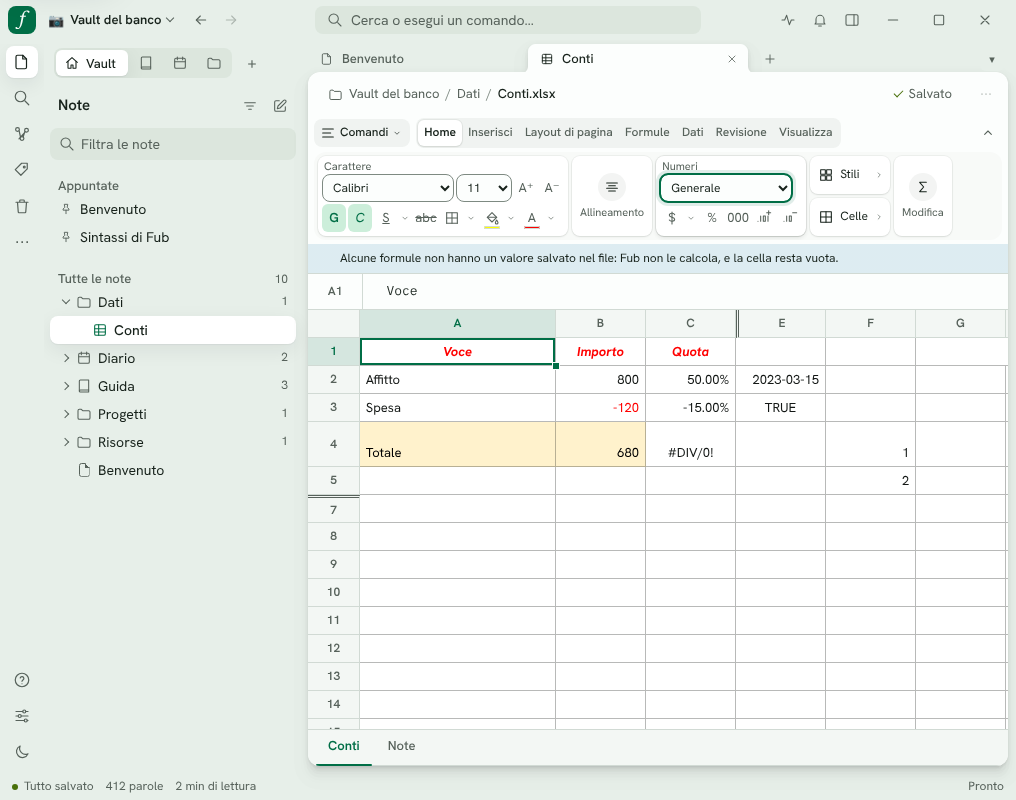 f Vault del banco Cerca o esegui un comando…
Vault
Benvenuto Conti
Note
Filtra le note
Appuntate
Benvenuto
Sintassi di Fub
Tutte le note 10
Dati 1
Conti
Diario 2
Guida 3
Progetti 1
Risorse 1
Benvenuto
Vault del banco / Dati / Conti.xlsx Salvato
Comandi Home Inserisci Layout di pagina Formule Dati Revisione Visualizza
Carattere
Calibri 11 A+ A−
G C S abc A
Allineamento
Numeri
Generale
$ % 000 .10 .10
Stili
Celle
Σ
Modifica
Alcune formule non hanno un valore salvato nel file: Fub non le calcola, e la cella resta vuota.
A1 Voce
A B C E F G
1 Voce Importo Quota
2 Affitto 800 50.00% 2023-03-15
3 Spesa -120 -15.00% TRUE
4 Totale 680 #DIV/0! 1
5 2
7
8
9
10
11
12
13
14
Conti Note
Tutto salvato 412 parole 2 min di lettura Pronto